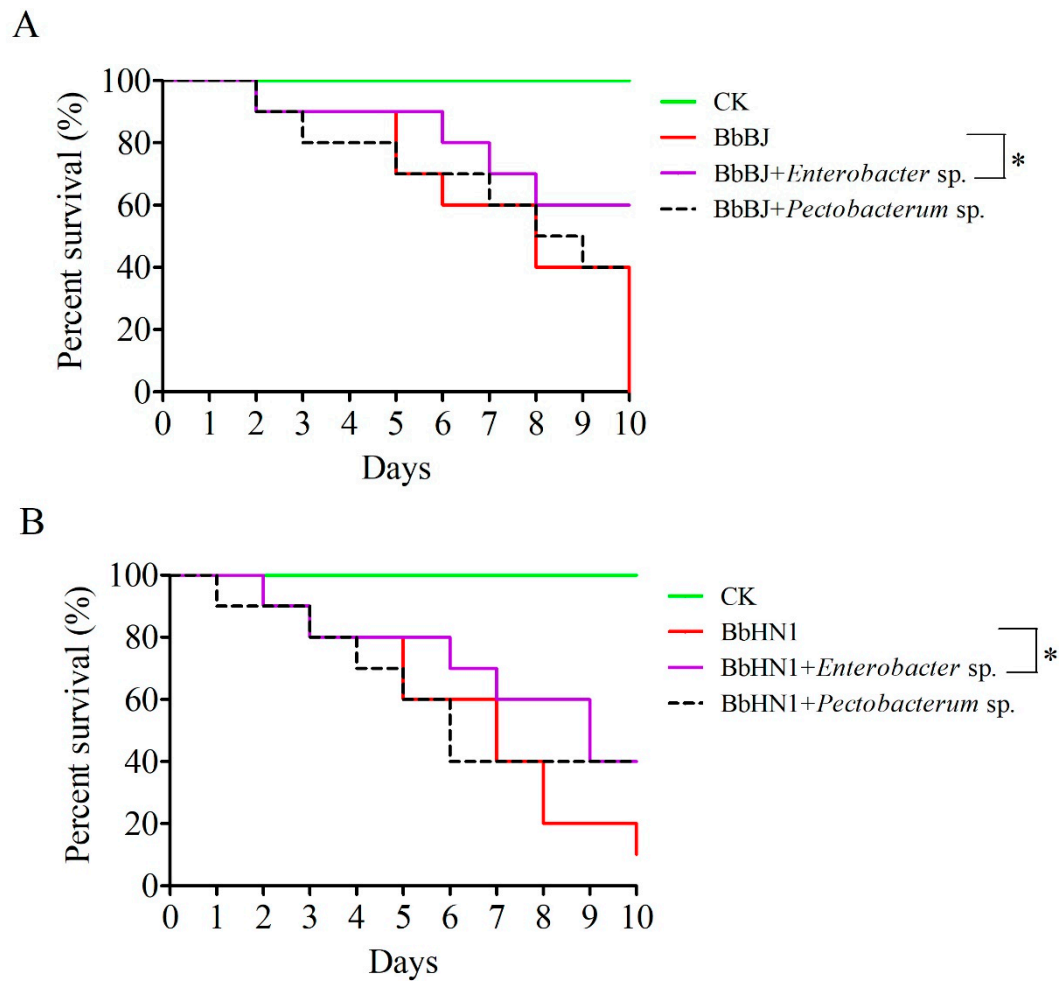 A
Percent survival (%)
100
80
60
40
20
0
0 1 2 3 4 5 6 7 8 9 10
Days
CK
BbBJ
BbBJ+Enterobacter sp.
BbBJ+Pectobacterum sp.
*
B
Percent survival (%)
100
80
60
40
20
0
0 1 2 3 4 5 6 7 8 9 10
Days
CK
BbHN1
BbHN1+Enterobacter sp.
BbHN1+Pectobacterum sp.
*